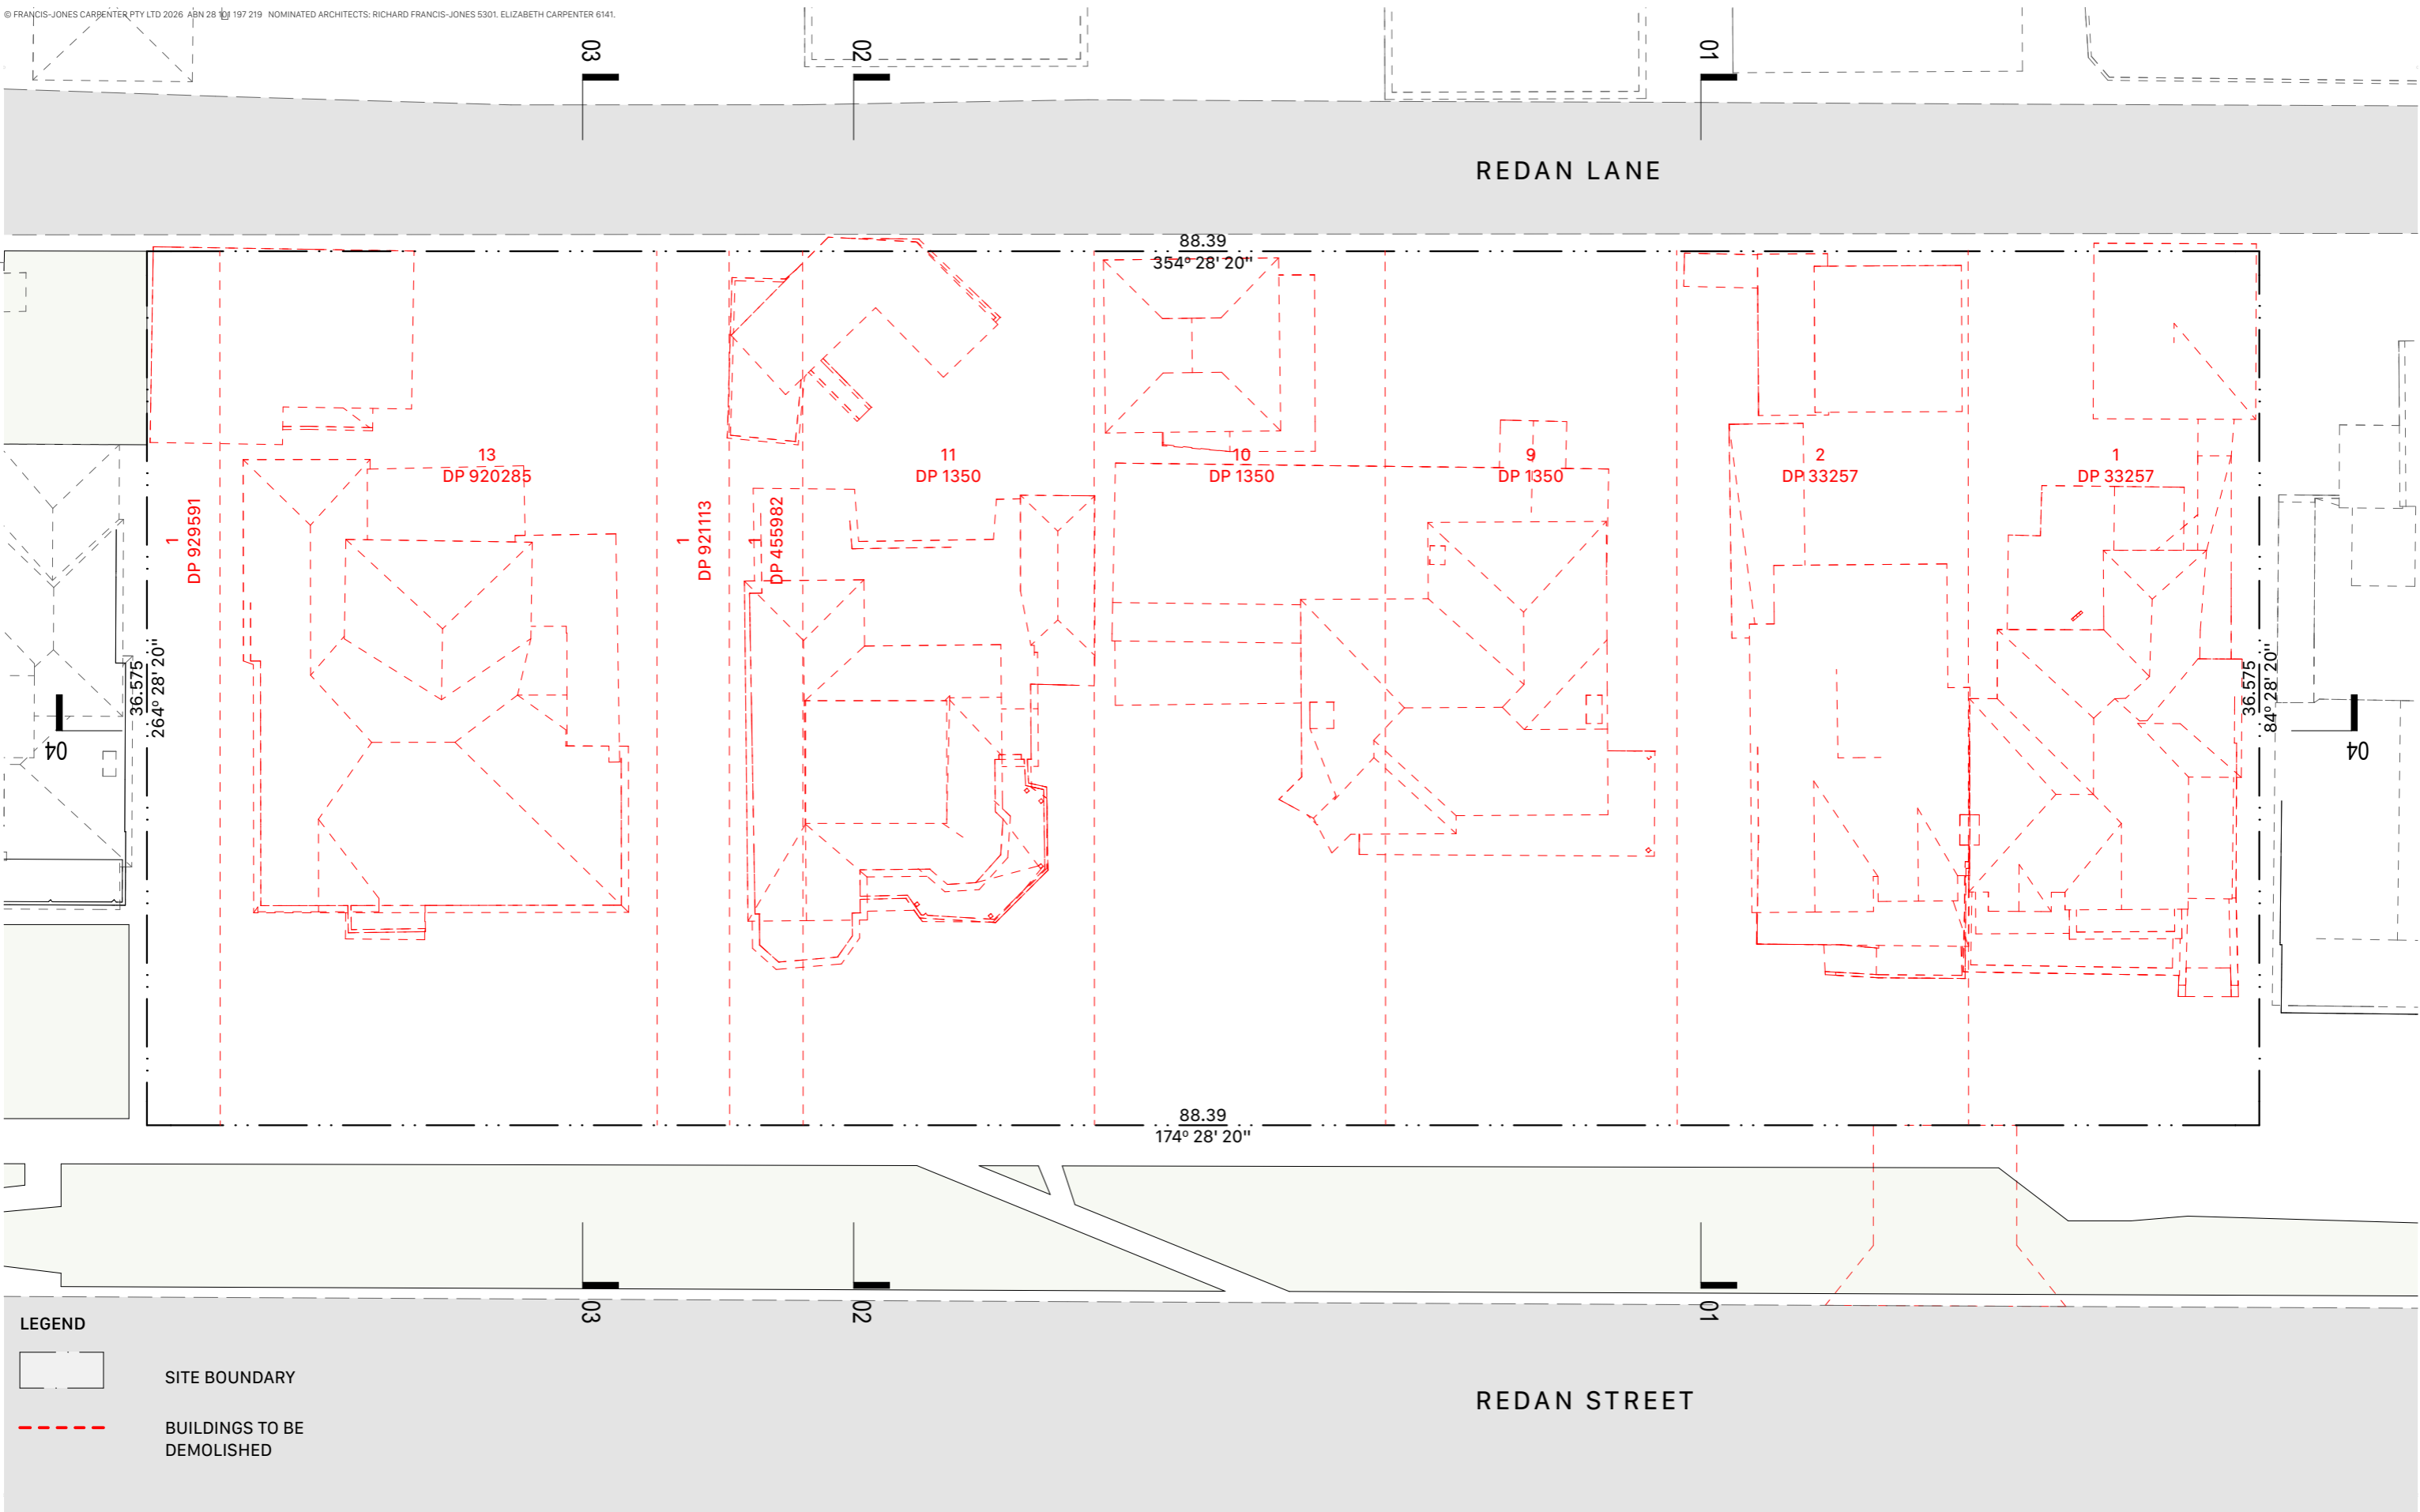 © FRANCIS-JONES CARPENTER PTY LTD 2026 ABN 28 101 197 219 NOMINATED ARCHITECTS: RICHARD FRANCIS-JONES 5301. ELIZABETH CARPENTER 6141.
03
02
01
REDAN LANE
88.39
354° 28' 20"
13
DP 920285
11
DP 1350
10
DP 1350
9
DP 1350
2
DP 33257
1
DP 33257
1
DP 929591
1
DP 921113
1
DP 455982
36.575
264° 28' 20"
36.575
84° 28' 20"
04
04
88.39
174° 28' 20"
03
02
01
LEGEND
SITE BOUNDARY
BUILDINGS TO BE
DEMOLISHED
REDAN STREET